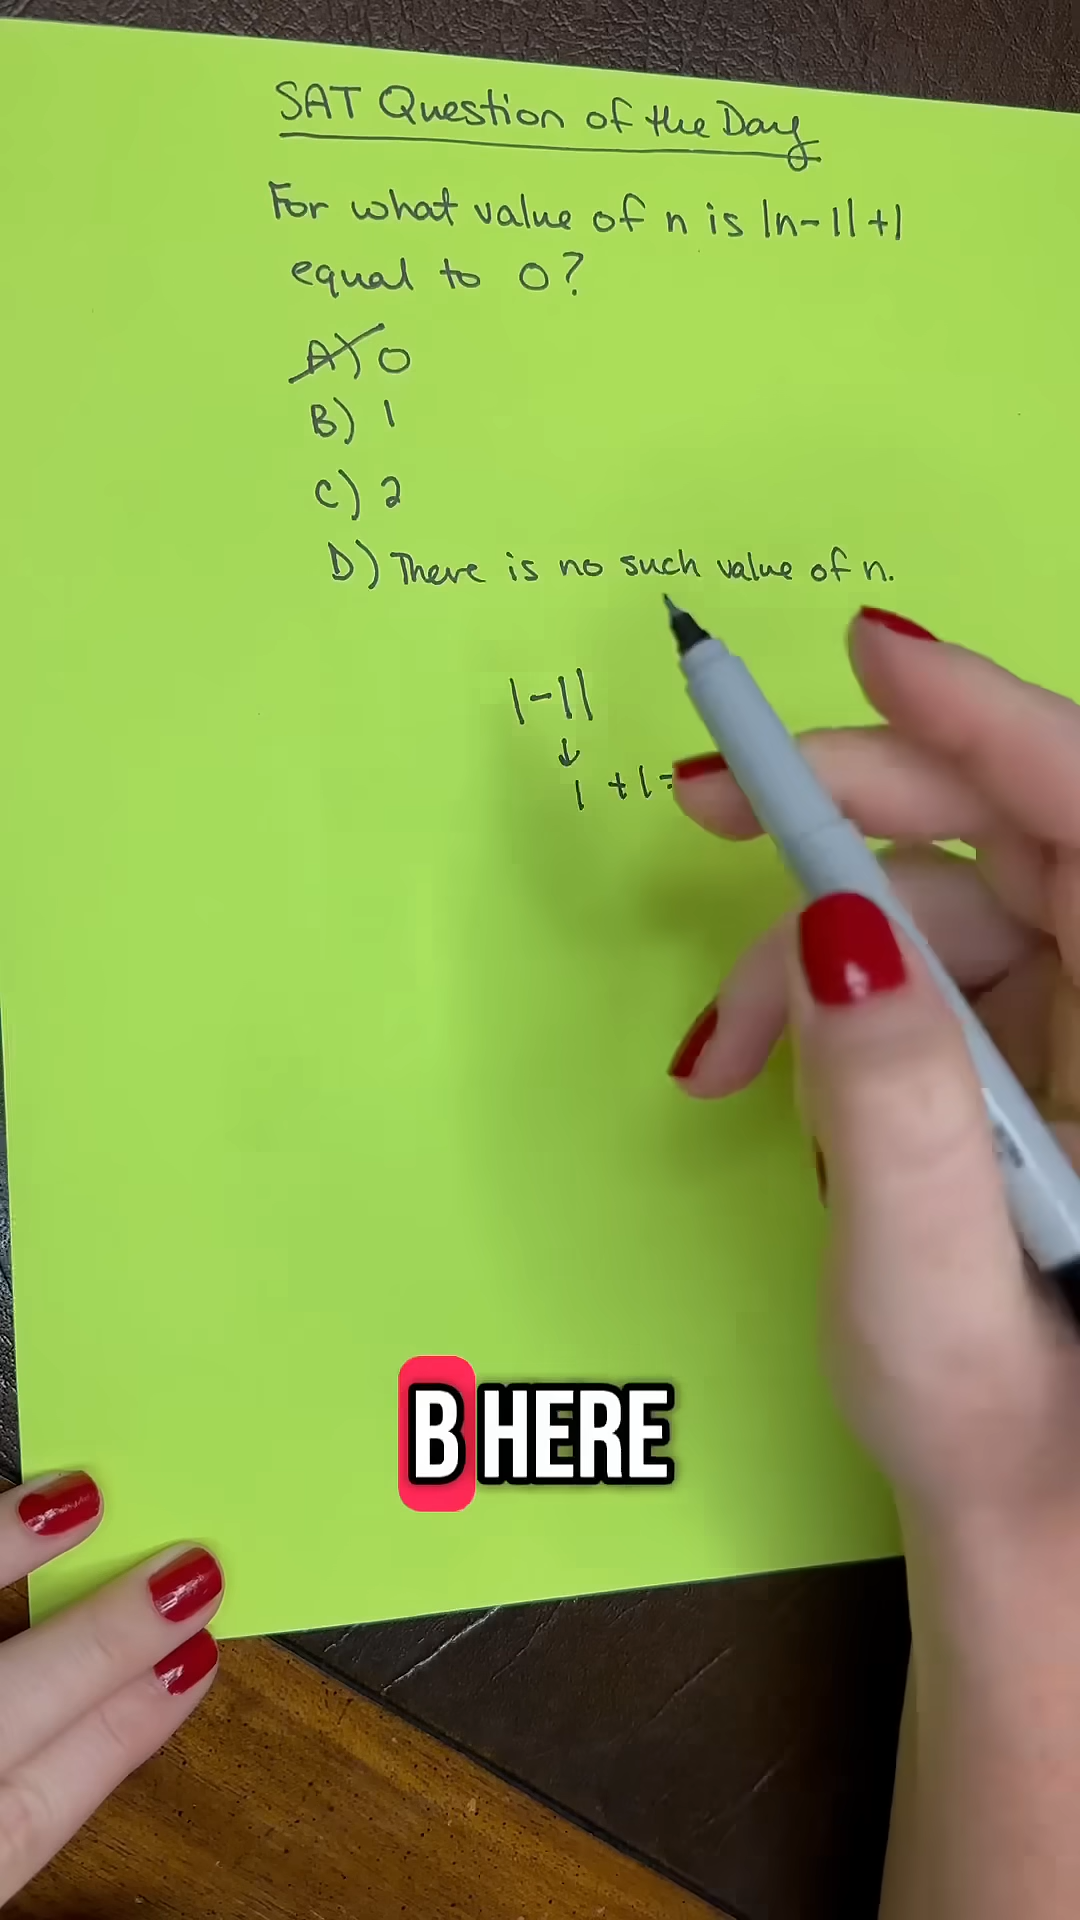 SAT Question of the Day
For what value of n is |n-1|+1
equal to 0?
A) 0
B) 1
C) 2
D) There is no such value of n.
|-1|
↓
1 +1=
B HERE